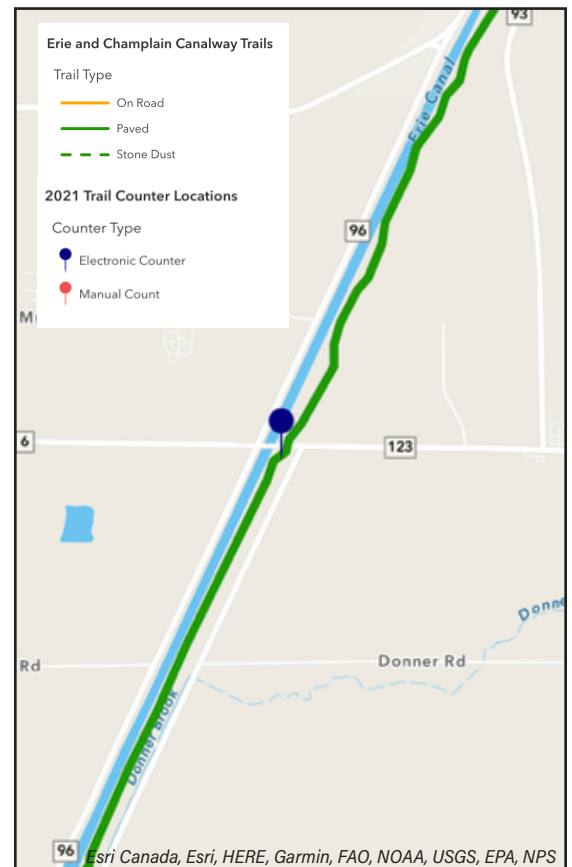 93
Erie and Champlain Canalway Trails
Trail Type
On Road
Paved
Stone Dust
2021 Trail Counter Locations
Counter Type
Electronic Counter
Manual Count
Erie Canal
96
M
6
123
Donne
Rd
Donner Rd
Donner Brook
96
Esri Canada, Esri, HERE, Garmin, FAO, NOAA, USGS, EPA, NPS